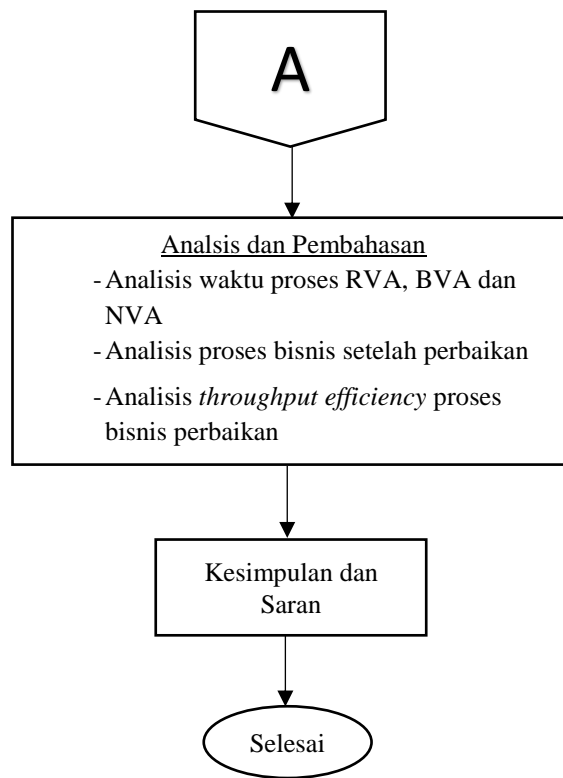 A
Analsis dan Pembahasan
- Analisis waktu proses RVA, BVA dan
NVA
- Analisis proses bisnis setelah perbaikan
- Analisis throughput efficiency proses
bisnis perbaikan
Kesimpulan dan
Saran
Selesai